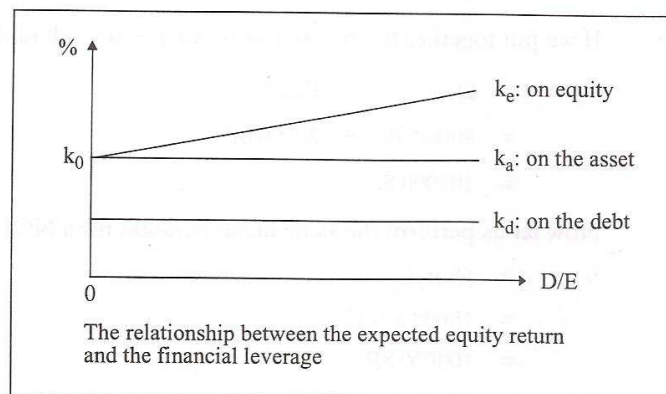 %
kₑ: on equity
k₀
kₐ: on the asset
k_d: on the debt
0
D/E
The relationship between the expected equity return
and the financial leverage